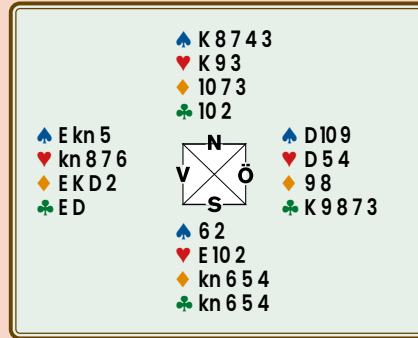 ♠ K 8 7 4 3
♥ K 9 3
♦ 10 7 3
♣ 10 2
♠ E kn 5
♥ kn 8 7 6
♦ E K D 2
♣ E D
N
V Ö
S
♠ D 10 9
♥ D 5 4
♦ 9 8
♣ K 9 8 7 3
♠ 6 2
♥ E 10 2
♦ kn 6 5 4
♣ kn 6 5 4